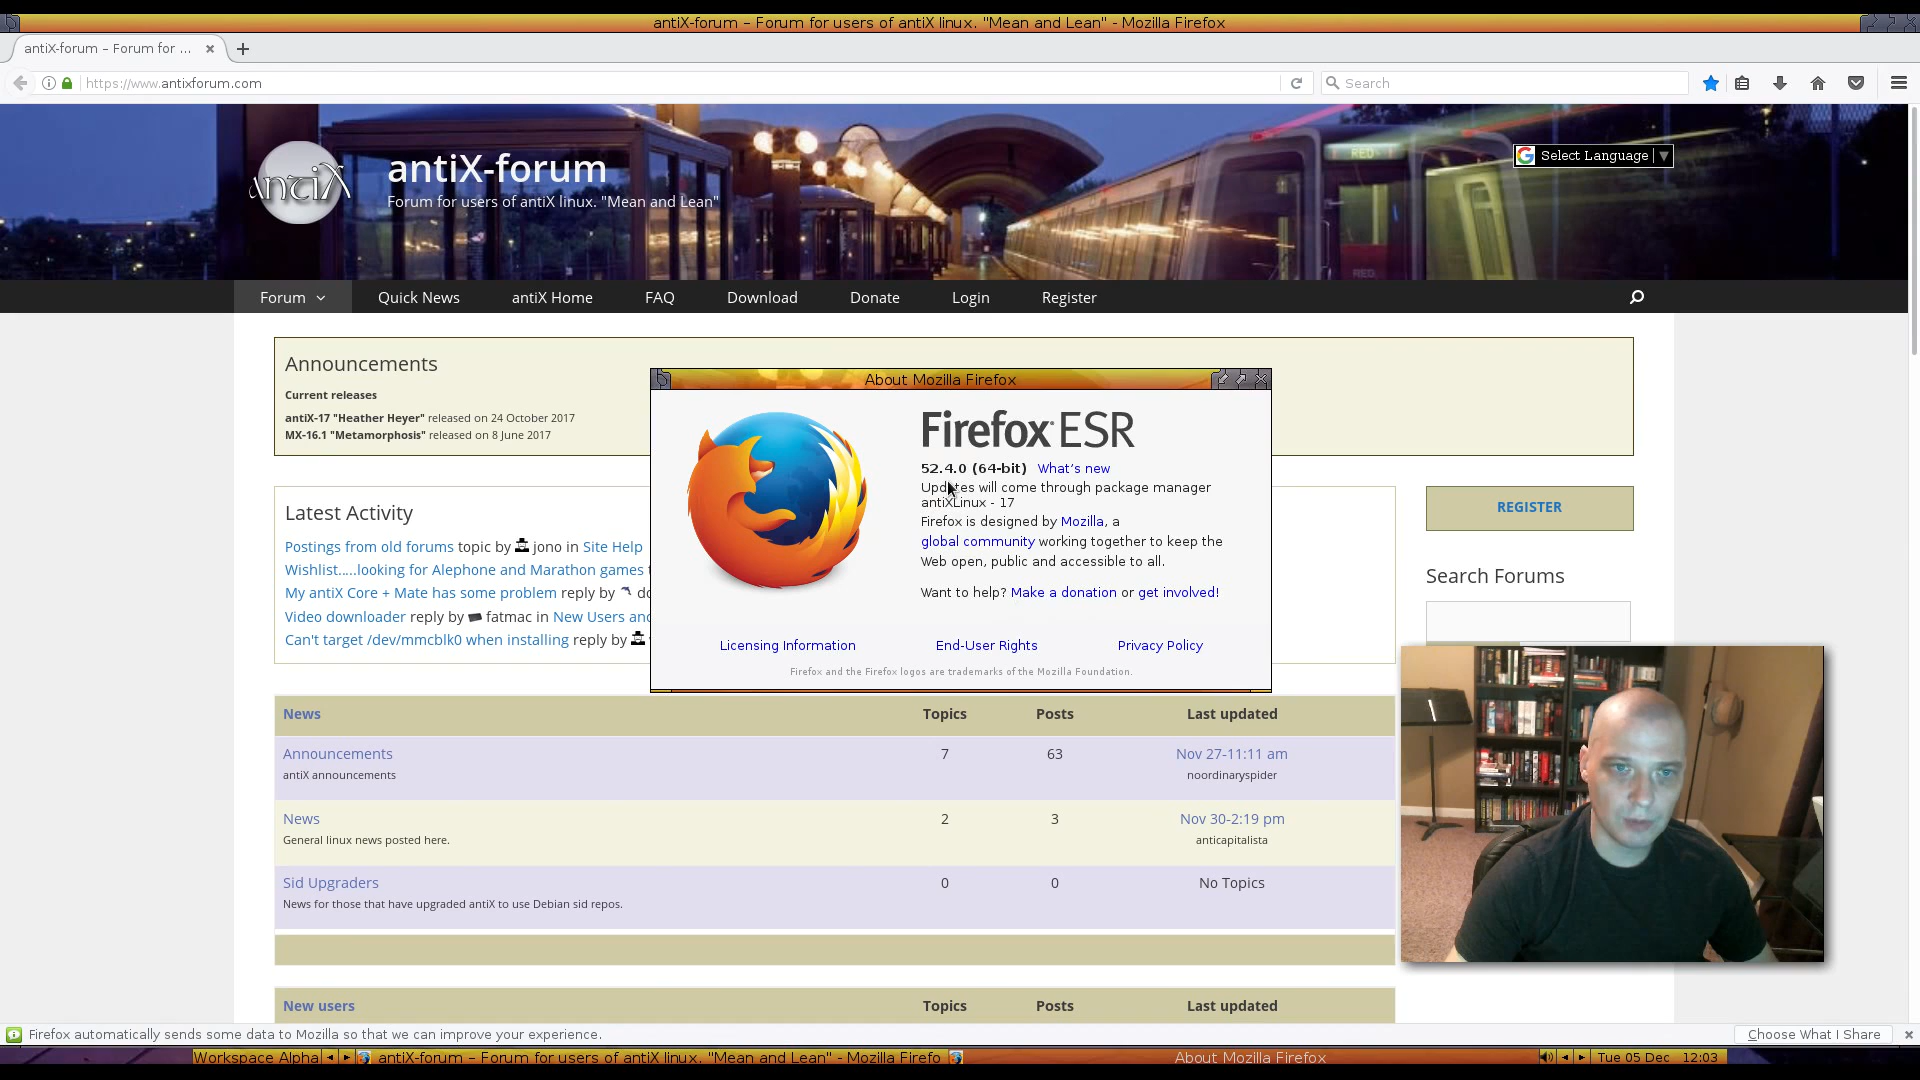 antiX-forum – Forum for users of antiX linux. "Mean and Lean" - Mozilla Firefox
antiX-forum – Forum for ...
https://www.antixforum.com
Search
antiX
antiX-forum
Forum for users of antiX linux. "Mean and Lean"
Select Language
RED
RED
Forum Quick News antiX Home FAQ Download Donate Login Register
Announcements
Current releases
antiX-17 "Heather Heyer" released on 24 October 2017
MX-16.1 "Metamorphosis" released on 8 June 2017
Latest Activity
Postings from old forums topic by jono in Site Help
Wishlist.....looking for Alephone and Marathon games
My antiX Core + Mate has some problem reply by
Video downloader reply by fatmac in New Users
Can't target /dev/mmcblk0 when installing reply by
REGISTER
Search Forums
About Mozilla Firefox
Firefox ESR
52.4.0 (64-bit) What's new
Updates will come through package manager
antiXLinux - 17
Firefox is designed by Mozilla, a
global community working together to keep the
Web open, public and accessible to all.
Want to help? Make a donation or get involved!
Licensing Information End-User Rights Privacy Policy
Firefox and the Firefox logos are trademarks of the Mozilla Foundation.
News Topics Posts Last updated
Announcements 7 63 Nov 27-11:11 am
antiX announcements noordinaryspider
News 2 3 Nov 30-2:19 pm
General linux news posted here. anticapitalista
Sid Upgraders 0 0 No Topics
News for those that have upgraded antiX to use Debian sid repos.
New users Topics Posts Last updated
Firefox automatically sends some data to Mozilla so that we can improve your experience. Choose What I Share
Workspace Alpha antiX-forum – Forum for users of antiX linux. "Mean and Lean" - Mozilla Firefo About Mozilla Firefox Tue 05 Dec 12:03